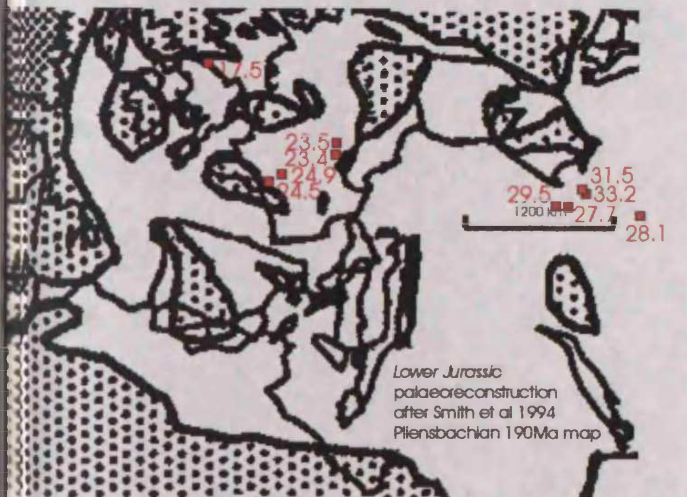 17.5
23.5
23.4
24.9
24.5
31.5
29.5
33.2
1200 km
27.7
28.1
Lower Jurassic
palaeoreconstruction
after Smith et al 1994
Pliensbachian 190Ma map